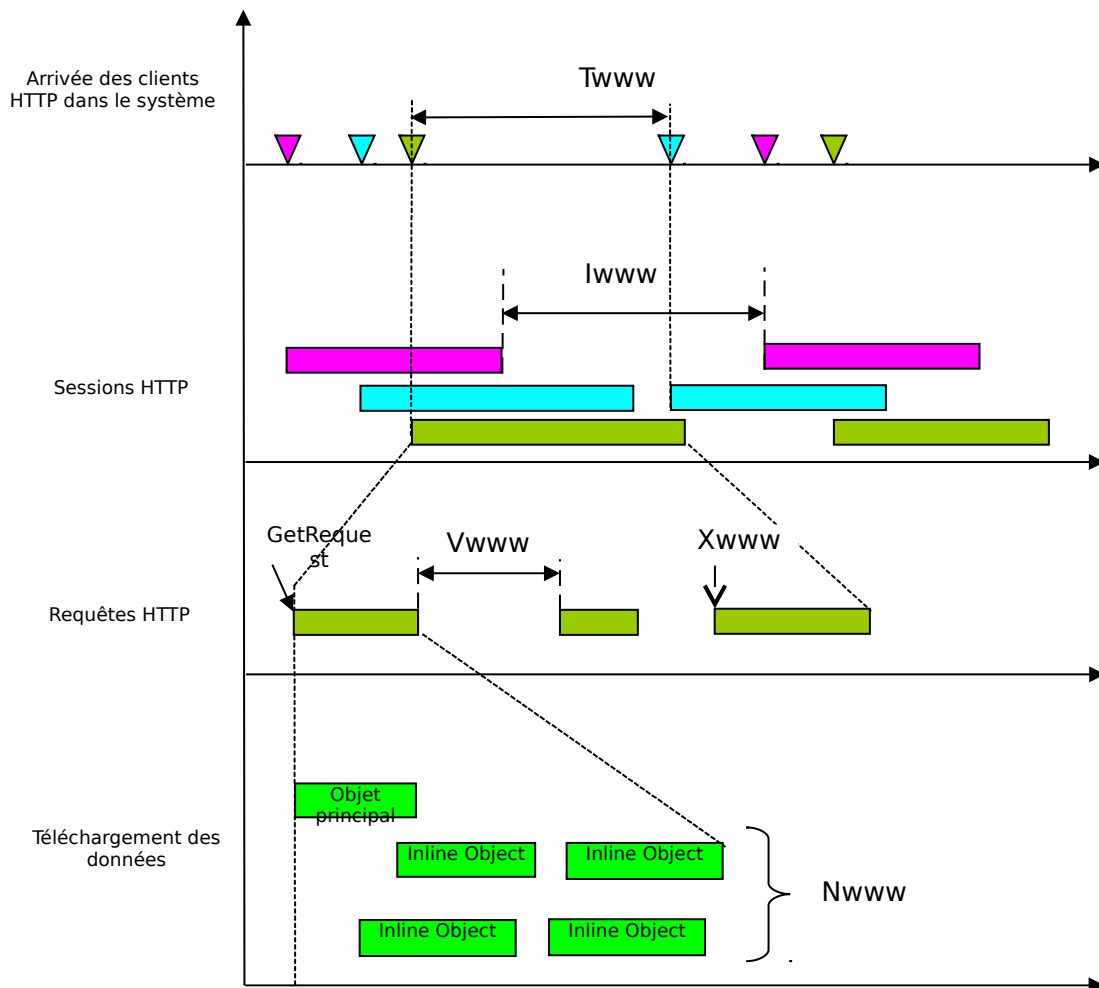 Arrivée des clients
HTTP dans le système
Twww
Iwww
Sessions HTTP
GetReque
st
Vwww
Xwww
Requêtes HTTP
Objet
principal
Téléchargement des
données
Inline Object
Inline Object
Nwww
Inline Object
Inline Object